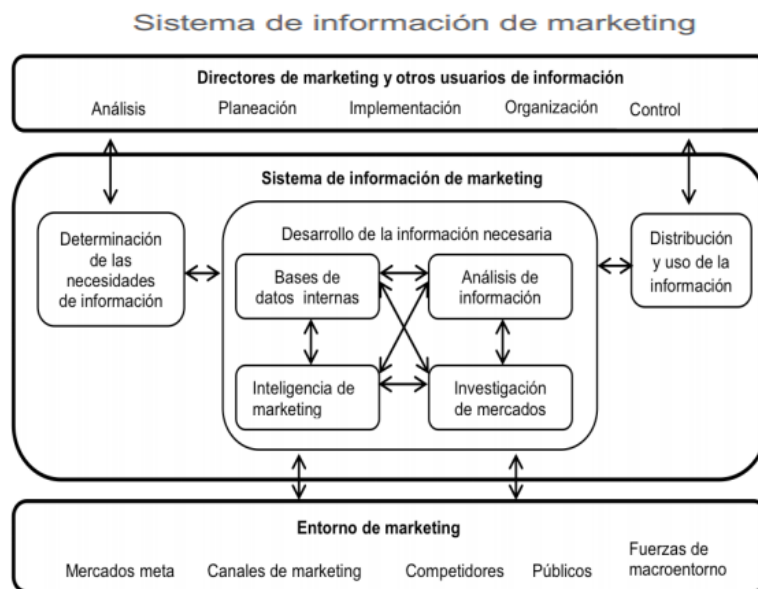 Sistema de información de marketing
Directores de marketing y otros usuarios de información
Análisis Planeación Implementación Organización Control
Sistema de información de marketing
Determinación
de las
necesidades
de información
Desarrollo de la información necesaria
Bases de
datos internas
Análisis de
información
Inteligencia de
marketing
Investigación
de mercados
Distribución
y uso de la
información
Entorno de marketing
Mercados meta Canales de marketing Competidores Públicos
Fuerzas de
macroentorno